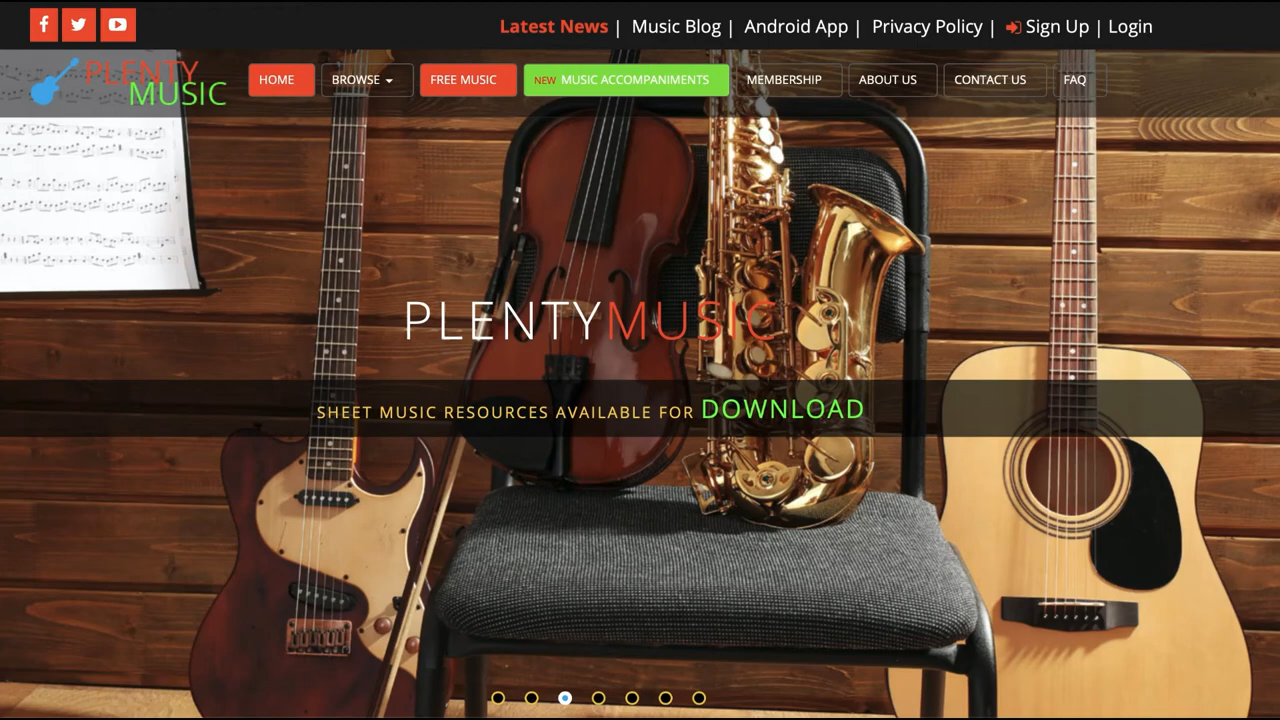 Latest News | Music Blog | Android App | Privacy Policy | Sign Up | Login
PLENTY
MUSIC
HOME BROWSE FREE MUSIC NEW MUSIC ACCOMPANIMENTS MEMBERSHIP ABOUT US CONTACT US FAQ
PLENTYMUSIC
SHEET MUSIC RESOURCES AVAILABLE FOR DOWNLOAD